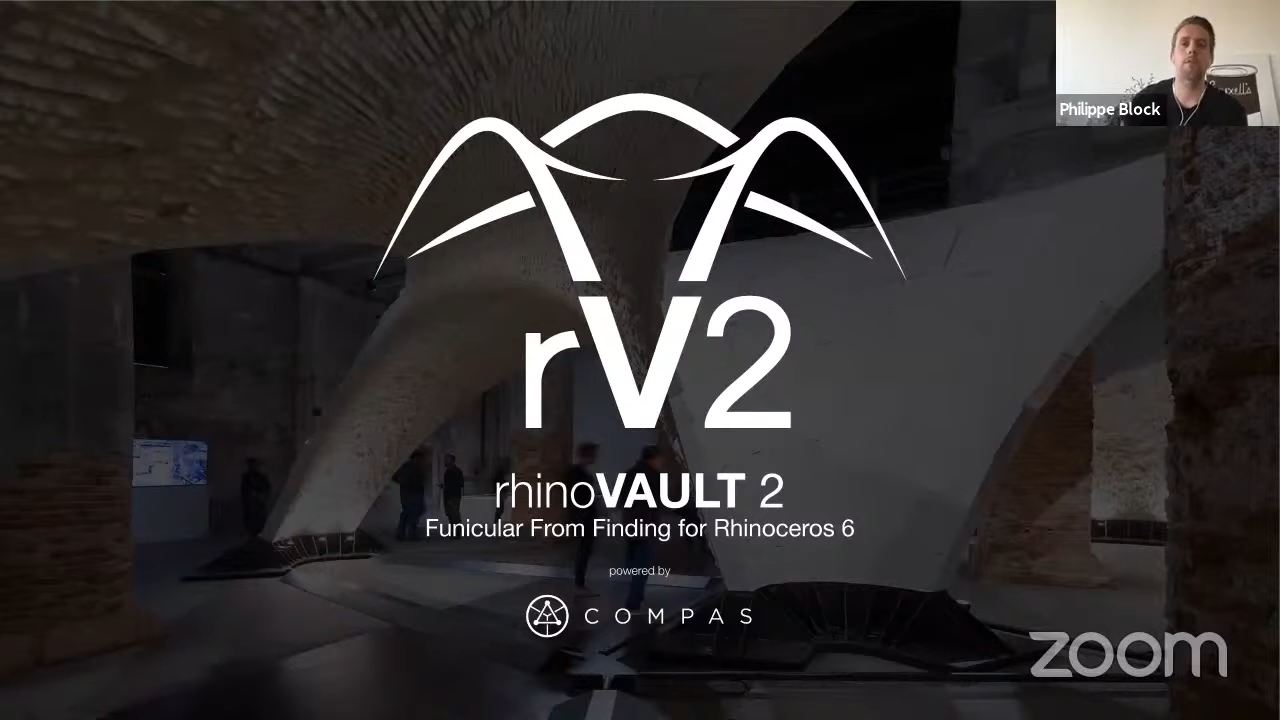 Philippe Block
rV2
rhinoVAULT 2
Funicular From Finding for Rhinoceros 6
powered by
COMPAS
zoom